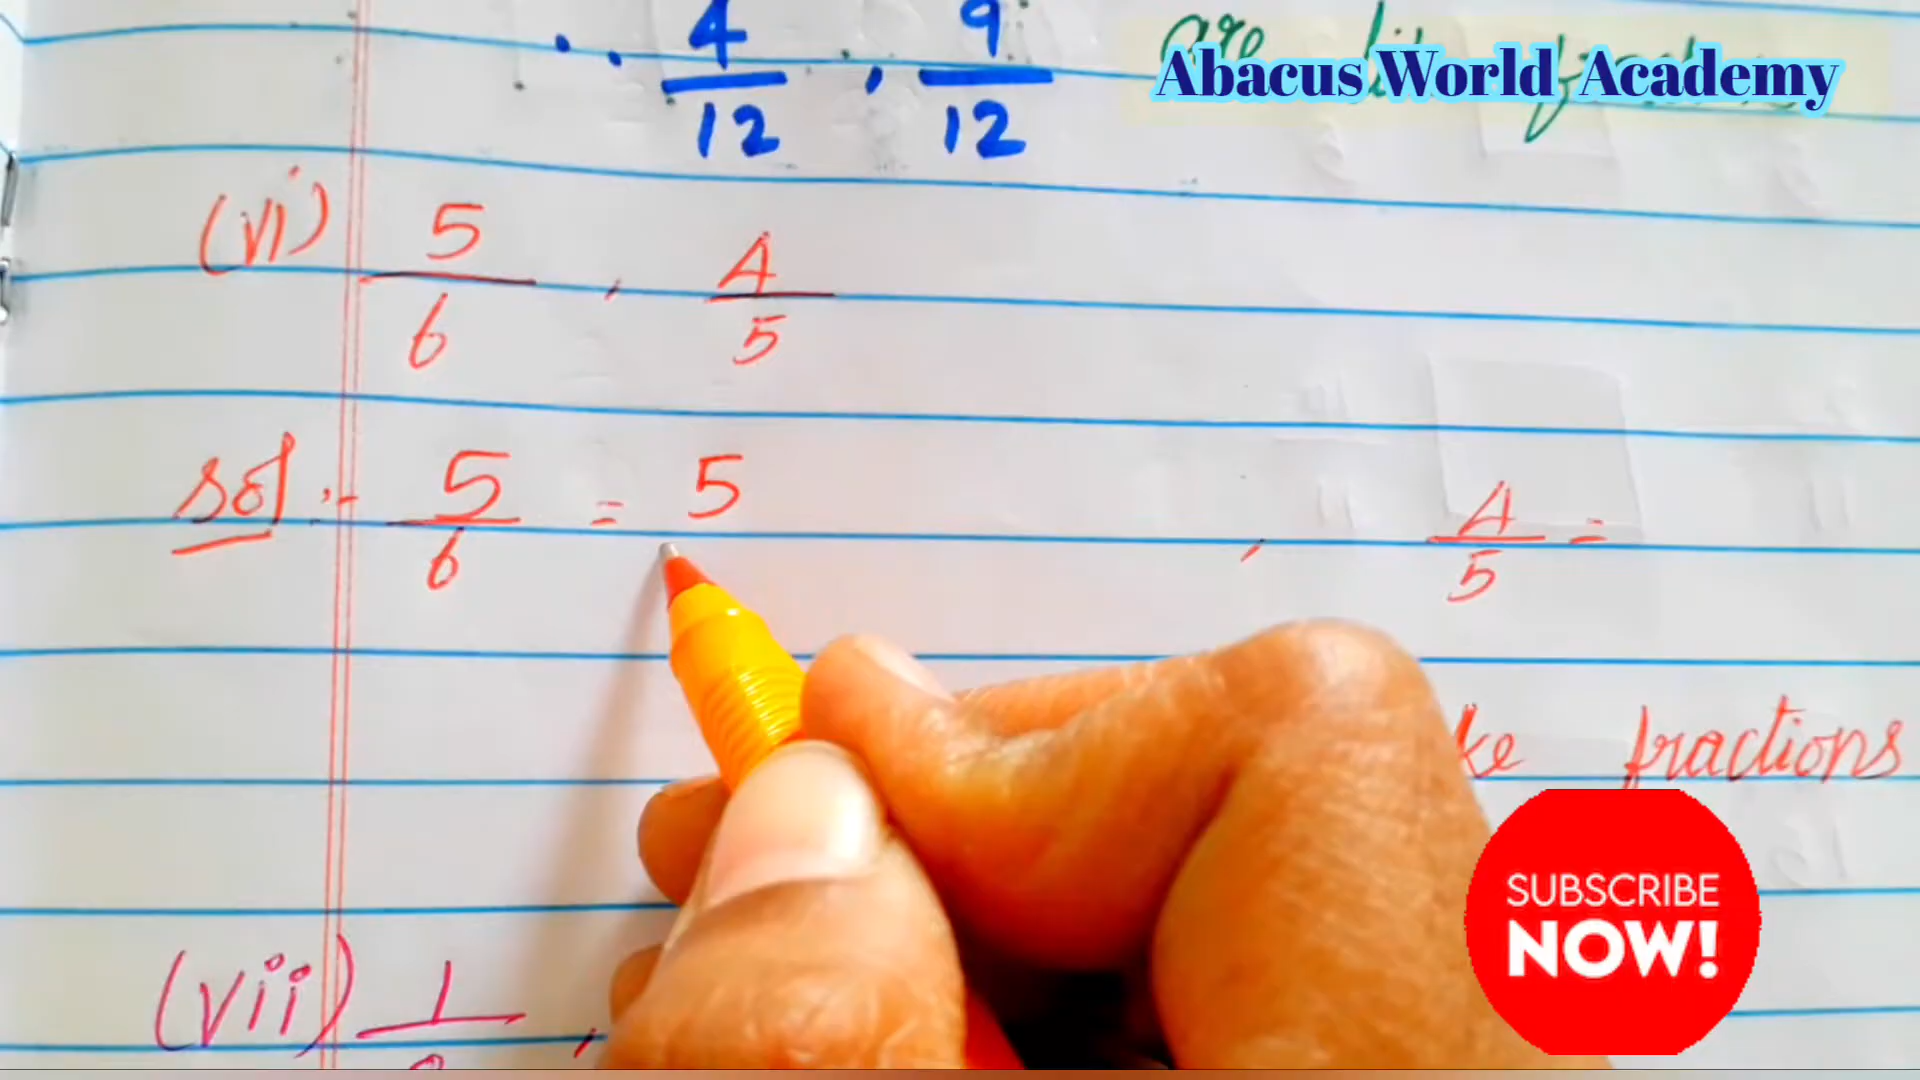 4/12 , 9/12
Abacus World Academy
(vi) 5/6 , 4/5
sol :- 5/6 = 5 , 4/5 =
fractions
SUBSCRIBE
NOW!
(vii) 1